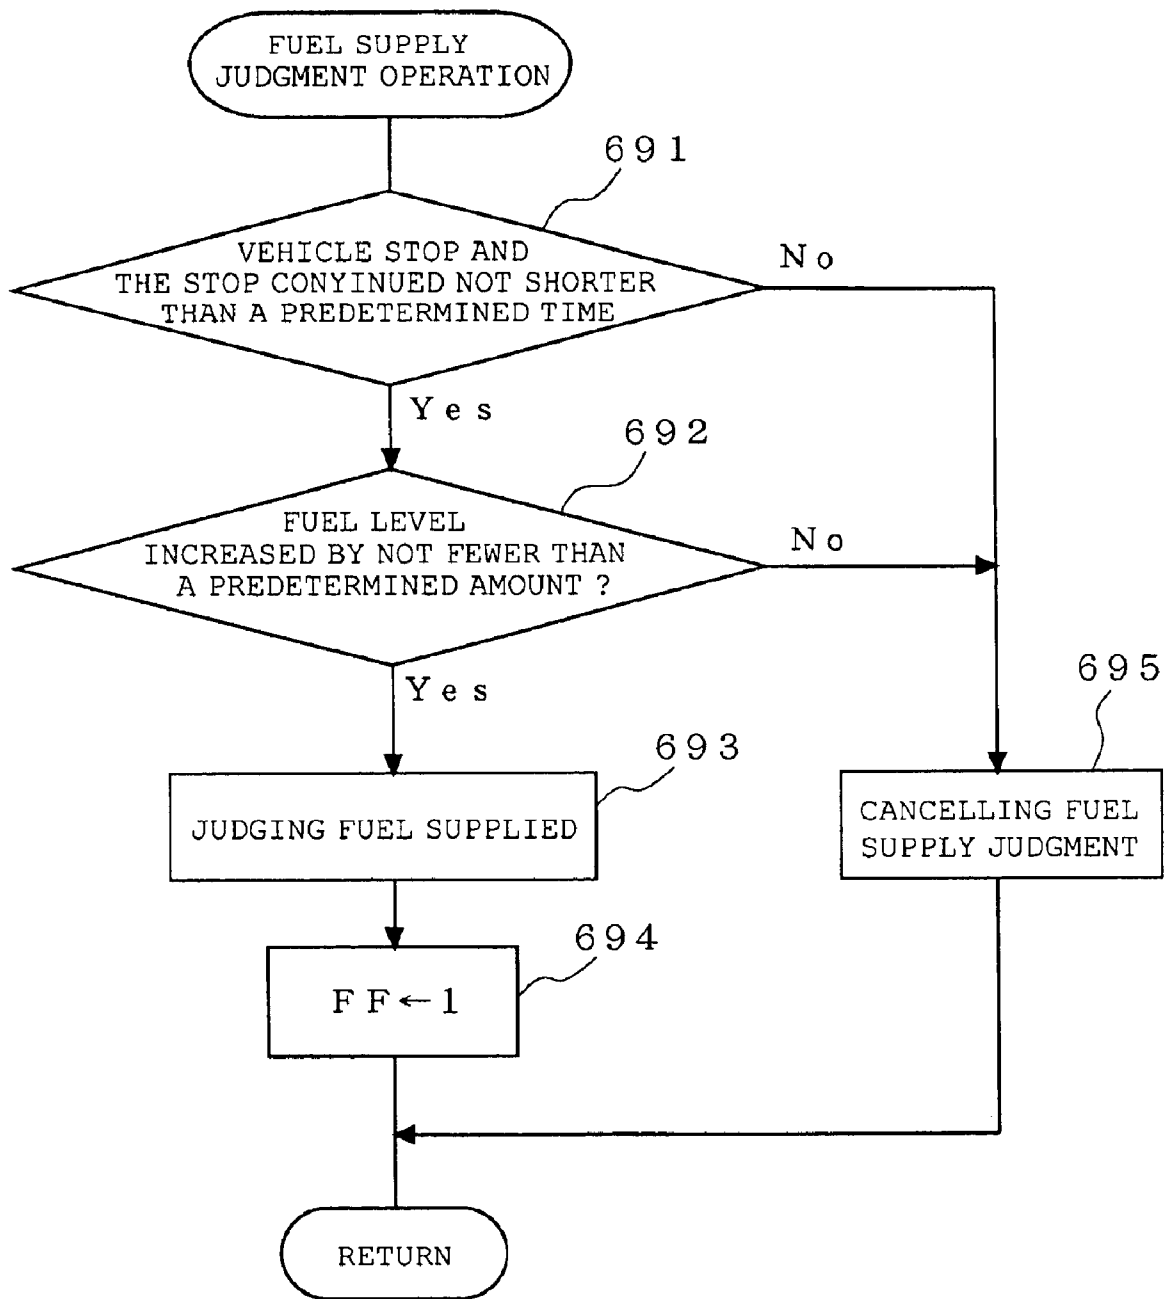 FUEL SUPPLY
JUDGMENT OPERATION
691
VEHICLE STOP AND
THE STOP CONYINUED NOT SHORTER
THAN A PREDETERMINED TIME
No
Yes
692
FUEL LEVEL
INCREASED BY NOT FEWER THAN
A PREDETERMINED AMOUNT ?
No
Yes
693
JUDGING FUEL SUPPLIED
695
CANCELLING FUEL
SUPPLY JUDGMENT
694
FF←1
RETURN